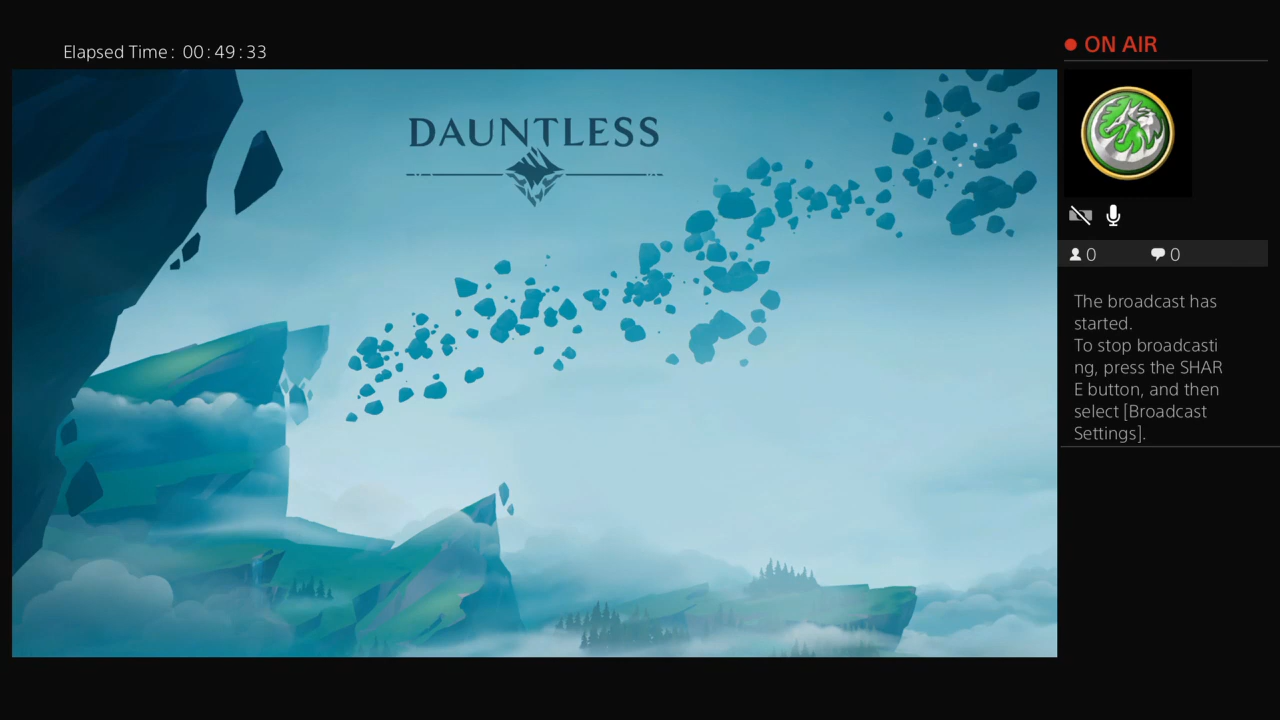 Elapsed Time: 00:49:33
ON AIR
DAUNTLESS
0 0
The broadcast has
started.
To stop broadcasti
ng, press the SHAR
E button, and then
select [Broadcast
Settings].